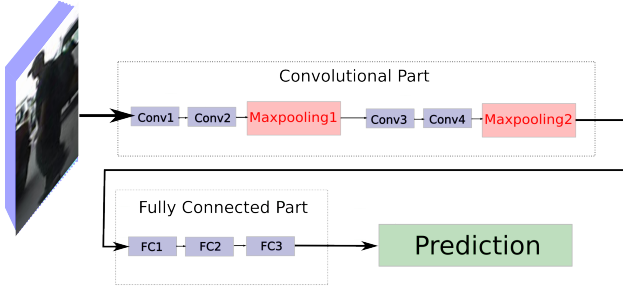 Convolutional Part
Conv1 Conv2 Maxpooling1 Conv3 Conv4 Maxpooling2
Fully Connected Part
FC1 FC2 FC3
Prediction